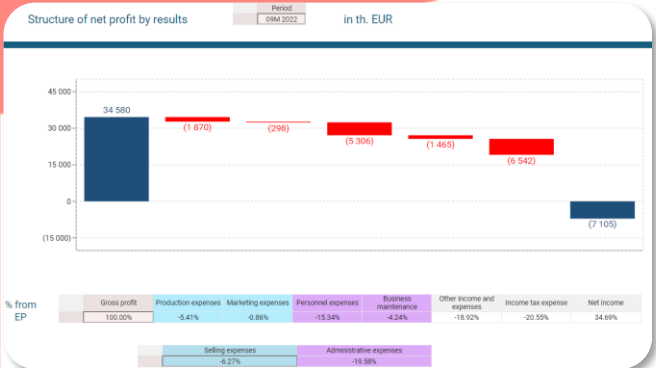 Period
Structure of net profit by results 09M 2022 in th. EUR
45 000
34 580
30 000
(1 870) (298) (5 306) (1 465) (6 542)
15 000
0
(7 105)
(15 000)
% from EP
Gross profit Production expenses Marketing expenses Personnel expenses Business maintenance Other income and expenses Income tax expense Net income
100.00% -5.41% -0.86% -15.34% -4.24% -18.92% -20.55% 34.69%
Selling expenses Administrative expenses
-6.27% -19.58%